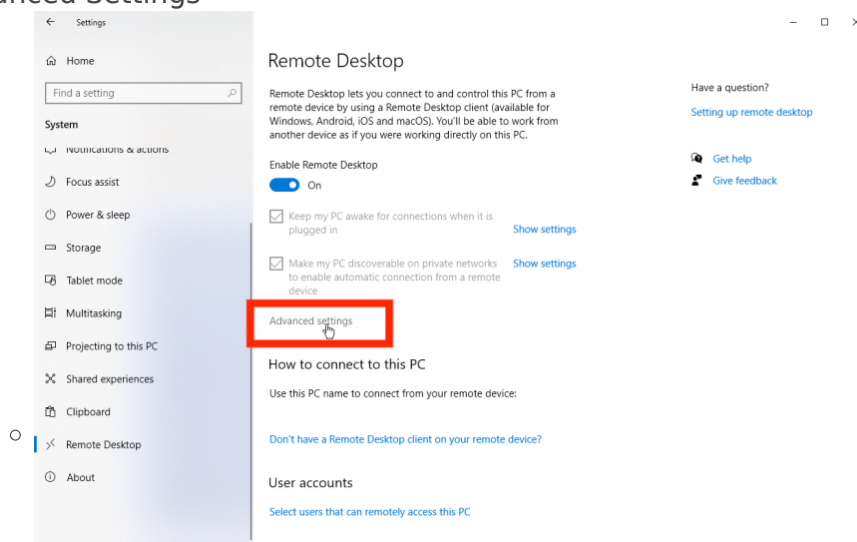 Advanced Settings
Settings
Home
Find a setting
System
Notifications & actions
Focus assist
Power & sleep
Storage
Tablet mode
Multitasking
Projecting to this PC
Shared experiences
Clipboard
Remote Desktop
About
Remote Desktop
Remote Desktop lets you connect to and control this PC from a
remote device by using a Remote Desktop client (available for
Windows, Android, iOS and macOS). You'll be able to work from
another device as if you were working directly on this PC.
Enable Remote Desktop
On
Keep my PC awake for connections when it is
plugged in
Show settings
Make my PC discoverable on private networks
to enable automatic connection from a remote
device
Show settings
Advanced settings
How to connect to this PC
Use this PC name to connect from your remote device:
Don't have a Remote Desktop client on your remote device?
User accounts
Select users that can remotely access this PC
Have a question?
Setting up remote desktop
Get help
Give feedback